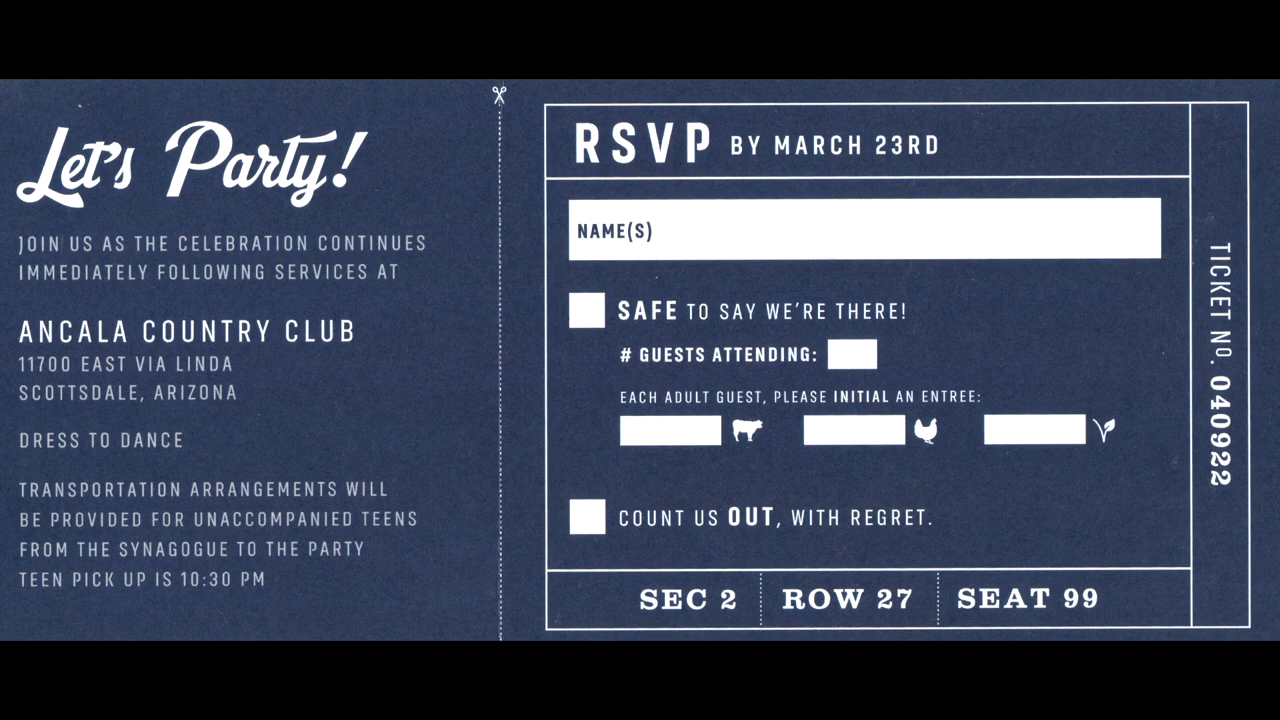 Let's Party!
JOIN US AS THE CELEBRATION CONTINUES
IMMEDIATELY FOLLOWING SERVICES AT
ANCALA COUNTRY CLUB
11700 EAST VIA LINDA
SCOTTSDALE, ARIZONA
DRESS TO DANCE
TRANSPORTATION ARRANGEMENTS WILL
BE PROVIDED FOR UNACCOMPANIED TEENS
FROM THE SYNAGOGUE TO THE PARTY
TEEN PICK UP IS 10:30 PM
RSVP BY MARCH 23RD
NAME(S)
SAFE TO SAY WE'RE THERE!
# GUESTS ATTENDING:
EACH ADULT GUEST, PLEASE INITIAL AN ENTREE:
COUNT US OUT, WITH REGRET.
SEC 2 ROW 27 SEAT 99
TICKET Nº. 040922